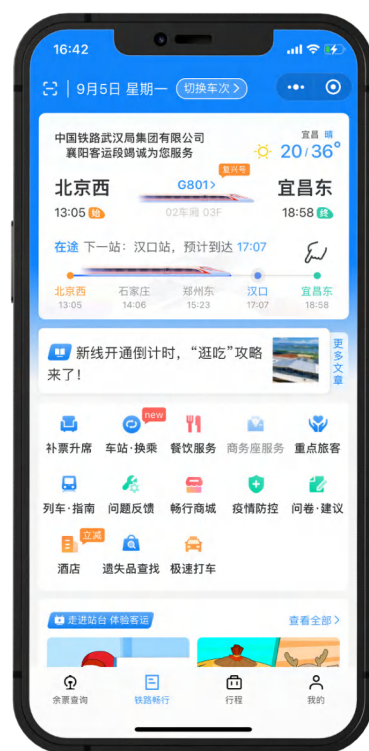 16:42
9月5日 星期一 切换车次 >
中国铁路武汉局集团有限公司
襄阳客运段竭诚为您服务
宜昌 晴
20/36°
复兴号
北京西 G801> 宜昌东
13:05 始 02车厢 03F 18:58 终
在途 下一站：汉口站，预计到达 17:07
北京西 石家庄 郑州东 汉口 宜昌东
13:05 14:06 15:23 17:07 18:58
新线开通倒计时，“逛吃”攻略
来了！
更多文章
new
补票升席 车站·换乘 餐饮服务 商务座服务 重点旅客
列车·指南 问题反馈 畅行商城 疫情防控 问卷·建议
立减
酒店 遗失品查找 极速打车
走进站台 体验客运 查看全部 >
余票查询 铁路畅行 行程 我的